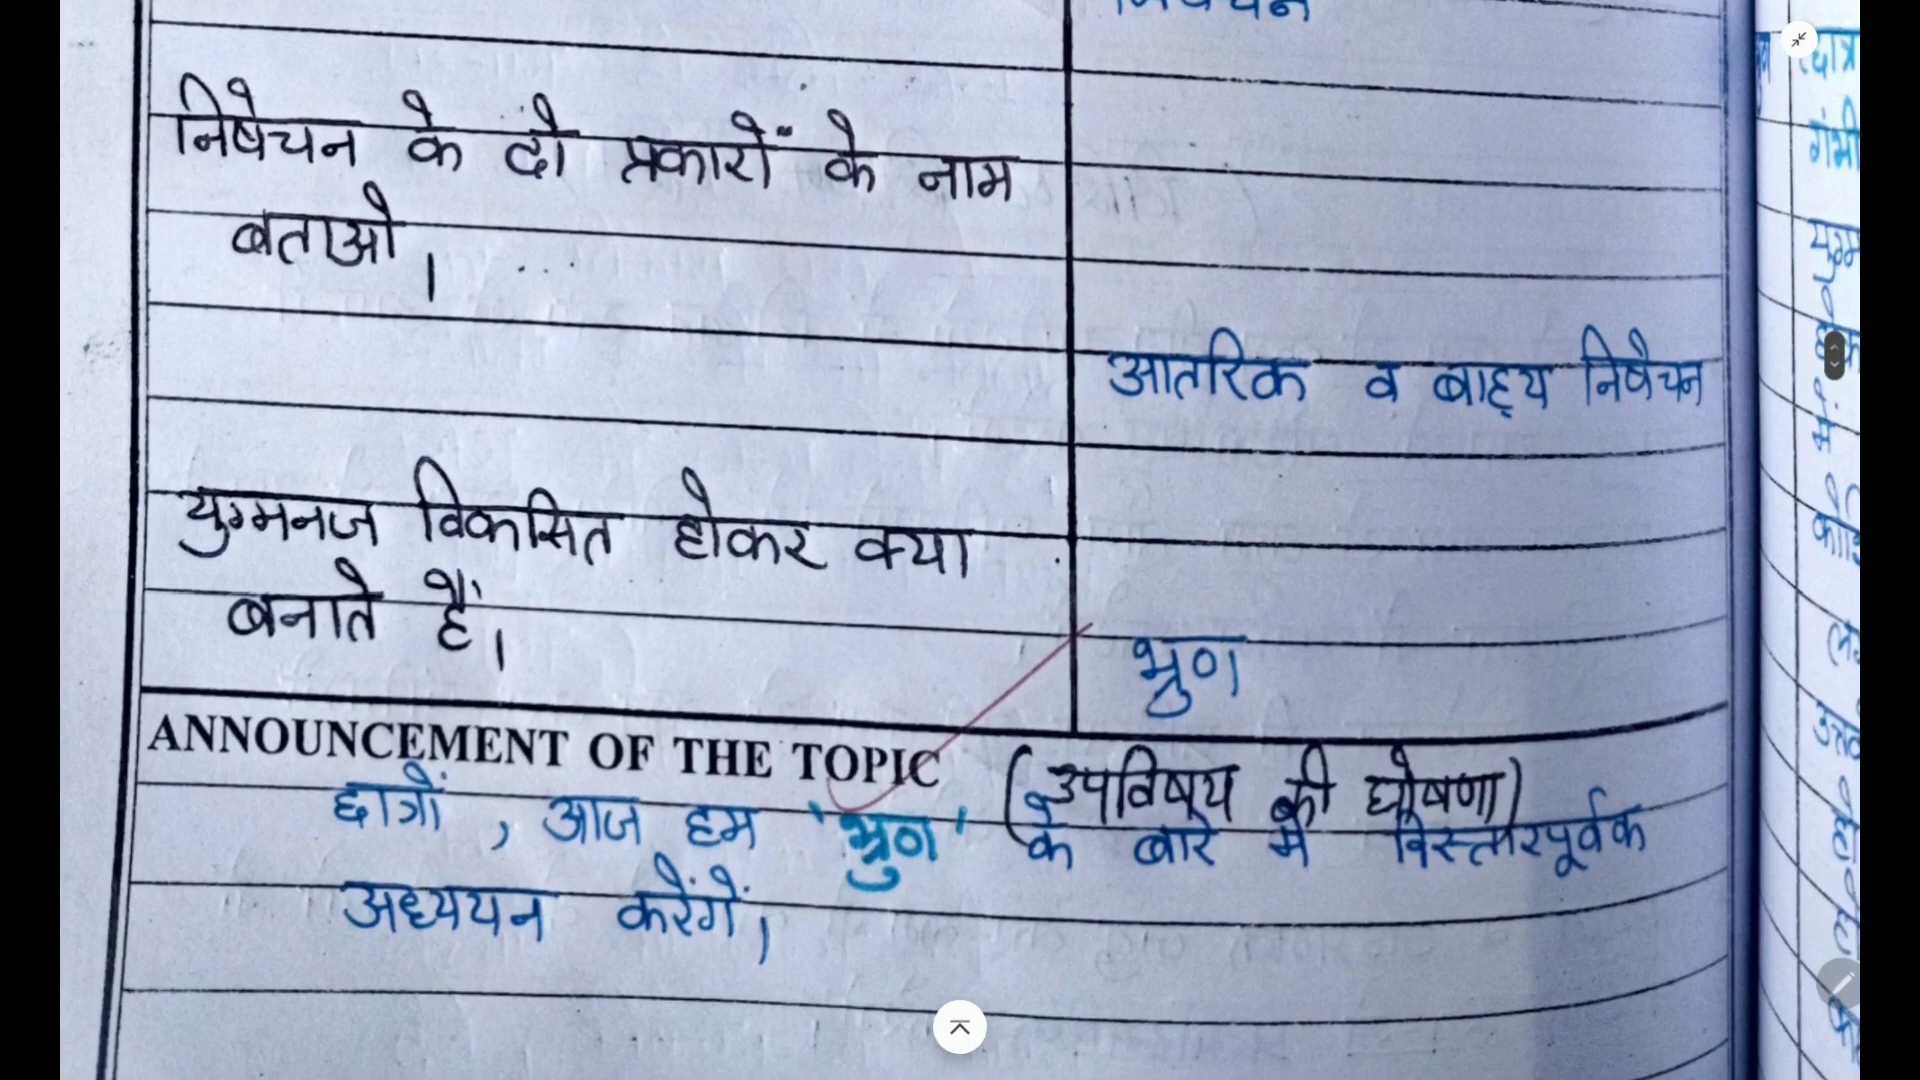 निषेचन
निषेचन के दो प्रकारों के नाम
बताओ।
आतरिक व बाह्य निषेचन
युग्मनज विकसित होकर क्या
बनाते हैं।
भ्रुण
ANNOUNCEMENT OF THE TOPIC (उपविषय की घोषणा)
छात्रों, आज हम 'भ्रुण' के बारे में विस्तारपूर्वक
अध्ययन करेंगें।